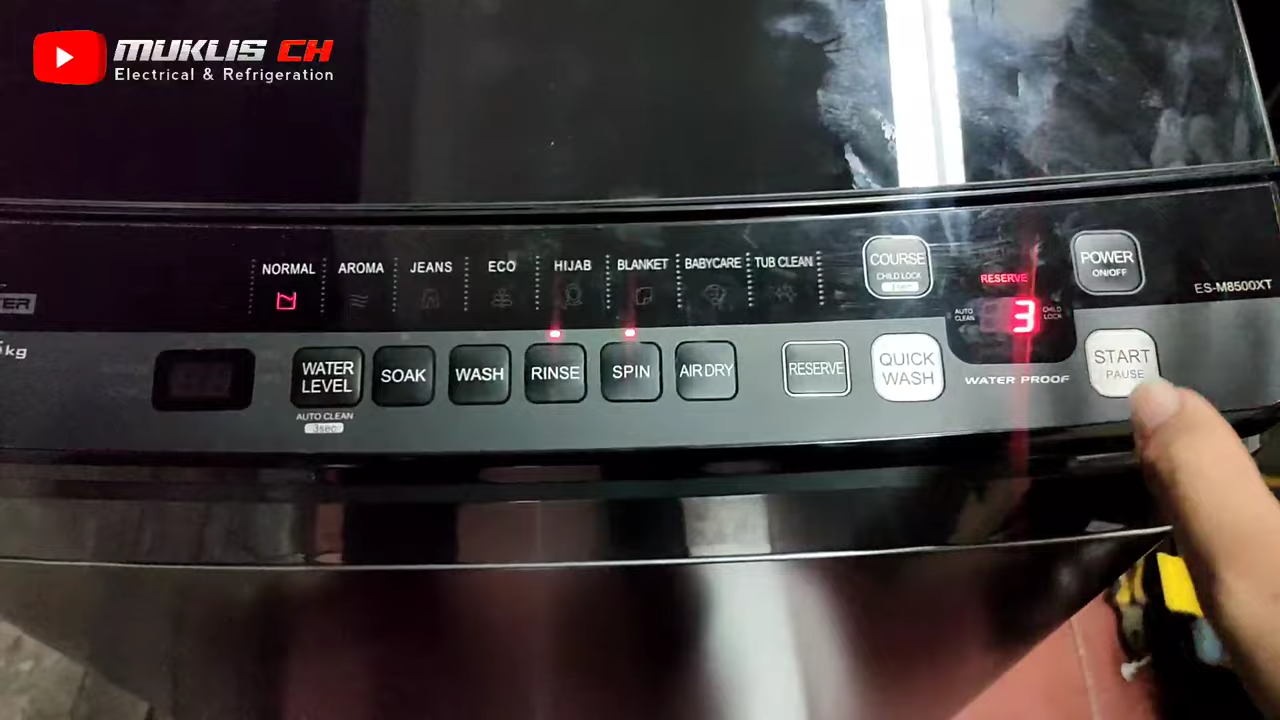 MUKLIS CH
Electrical & Refrigeration
NORMAL
AROMA
JEANS
ECO
HIJAB
BLANKET
BABYCARE
TUB CLEAN
COURSE
CHILD LOCK
3sec
POWER
ON/OFF
ES-M8500XT
RESERVE
AUTO CLEAN
3
CHILD LOCK
kg
WATER LEVEL
SOAK
WASH
RINSE
SPIN
AIR DRY
RESERVE
QUICK WASH
START
PAUSE
WATER PROOF
AUTO CLEAN
3sec